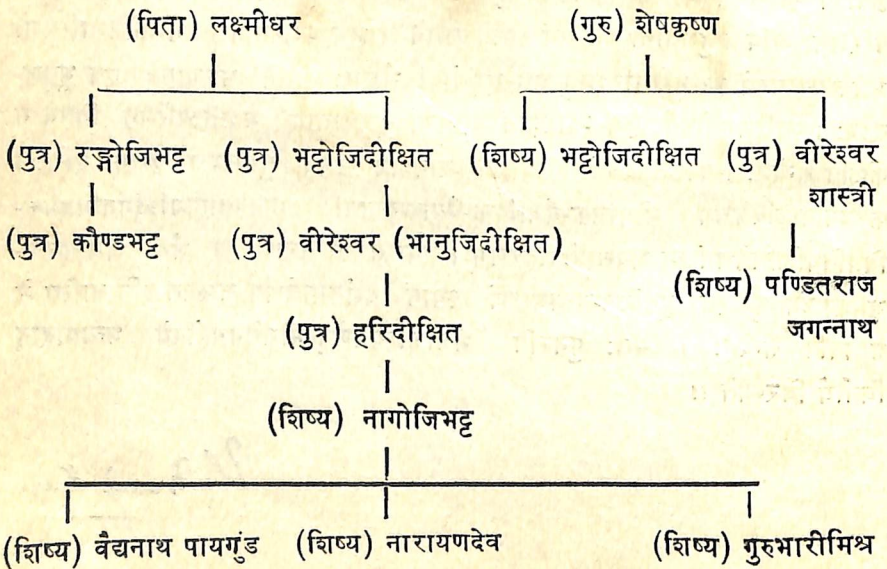 (पिता) लक्ष्मीधर (गुरु) शेषकृष्ण
(पुत्र) रङ्गोजिभट्ट (पुत्र) भट्टोजिदीक्षित (शिष्य) भट्टोजिदीक्षित (पुत्र) वीरेश्वर
शास्त्री
(पुत्र) कौण्डभट्ट (पुत्र) वीरेश्वर (भानुजिदीक्षित)
(शिष्य) पण्डितराज
(पुत्र) हरिदीक्षित जगन्नाथ
(शिष्य) नागोजिभट्ट
(शिष्य) वैद्यनाथ पायगुंड (शिष्य) नारायणदेव (शिष्य) गुरुभारीमिश्र